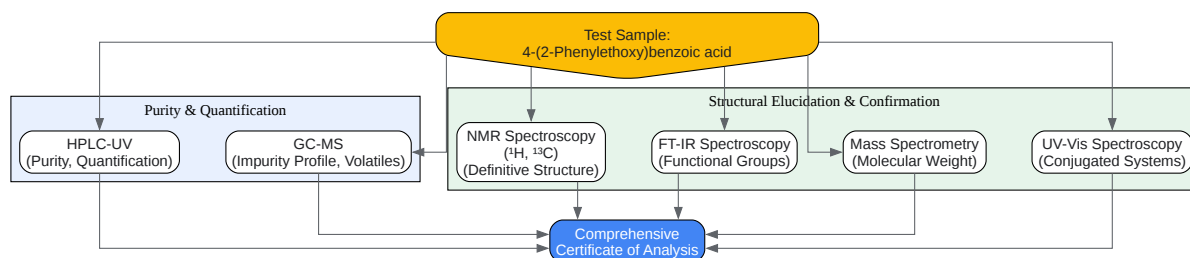 Test Sample:
4-(2-Phenylethoxy)benzoic acid
Purity & Quantification
Structural Elucidation & Confirmation
HPLC-UV
(Purity, Quantification)
GC-MS
(Impurity Profile, Volatiles)
NMR Spectroscopy
(¹H, ¹³C)
(Definitive Structure)
FT-IR Spectroscopy
(Functional Groups)
Mass Spectrometry
(Molecular Weight)
UV-Vis Spectroscopy
(Conjugated Systems)
Comprehensive
Certificate of Analysis